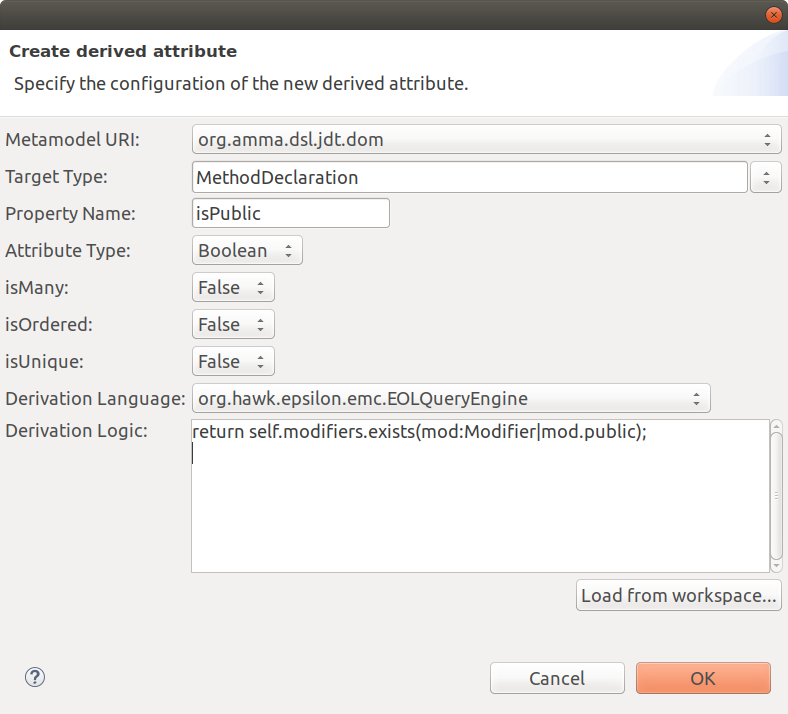 Create derived attribute
Specify the configuration of the new derived attribute.
Metamodel URI: org.amma.dsl.jdt.dom
Target Type: MethodDeclaration
Property Name: isPublic
Attribute Type: Boolean
isMany: False
isOrdered: False
isUnique: False
Derivation Language: org.hawk.epsilon.emc.EOLQueryEngine
Derivation Logic: return self.modifiers.exists(mod:Modifier|mod.public);
Load from workspace...
? Cancel OK